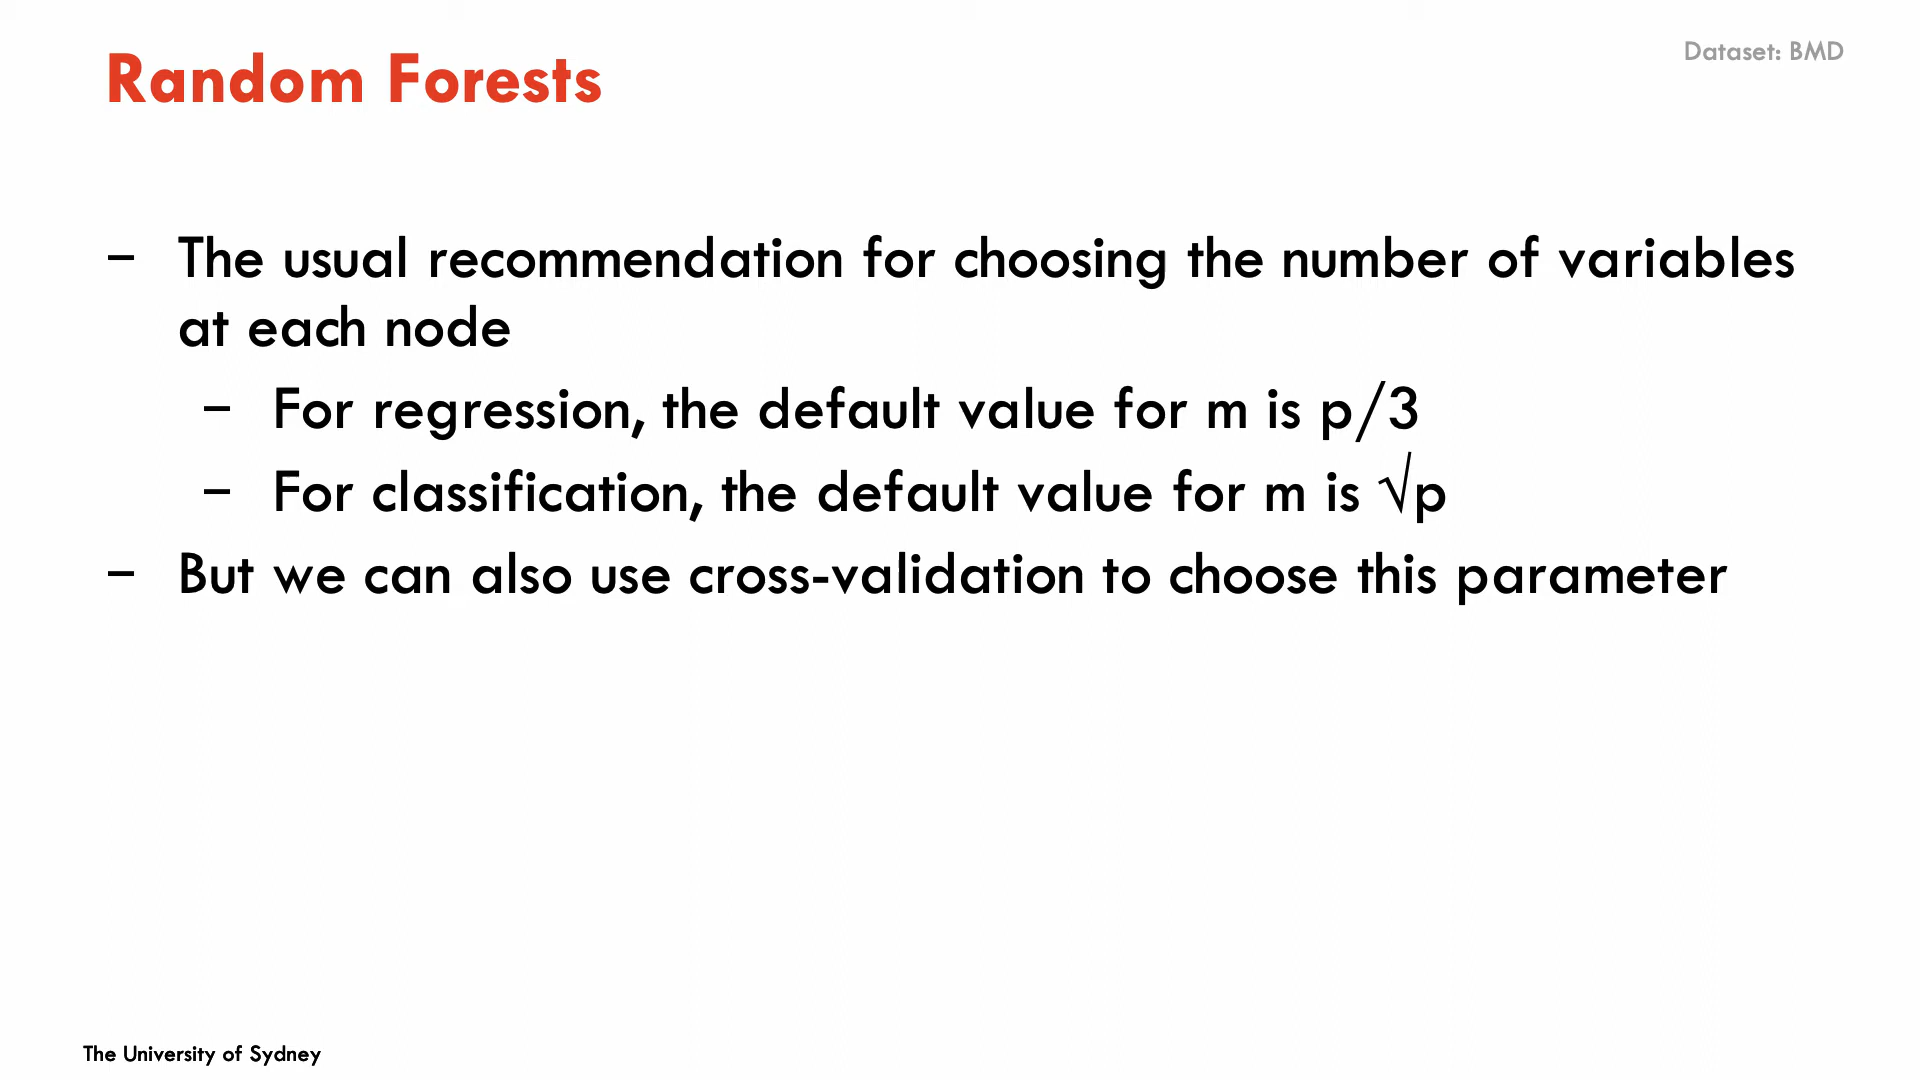 Random Forests
Dataset: BMD
– The usual recommendation for choosing the number of variables
at each node
– For regression, the default value for m is p/3
– For classification, the default value for m is √p
– But we can also use cross-validation to choose this parameter
The University of Sydney